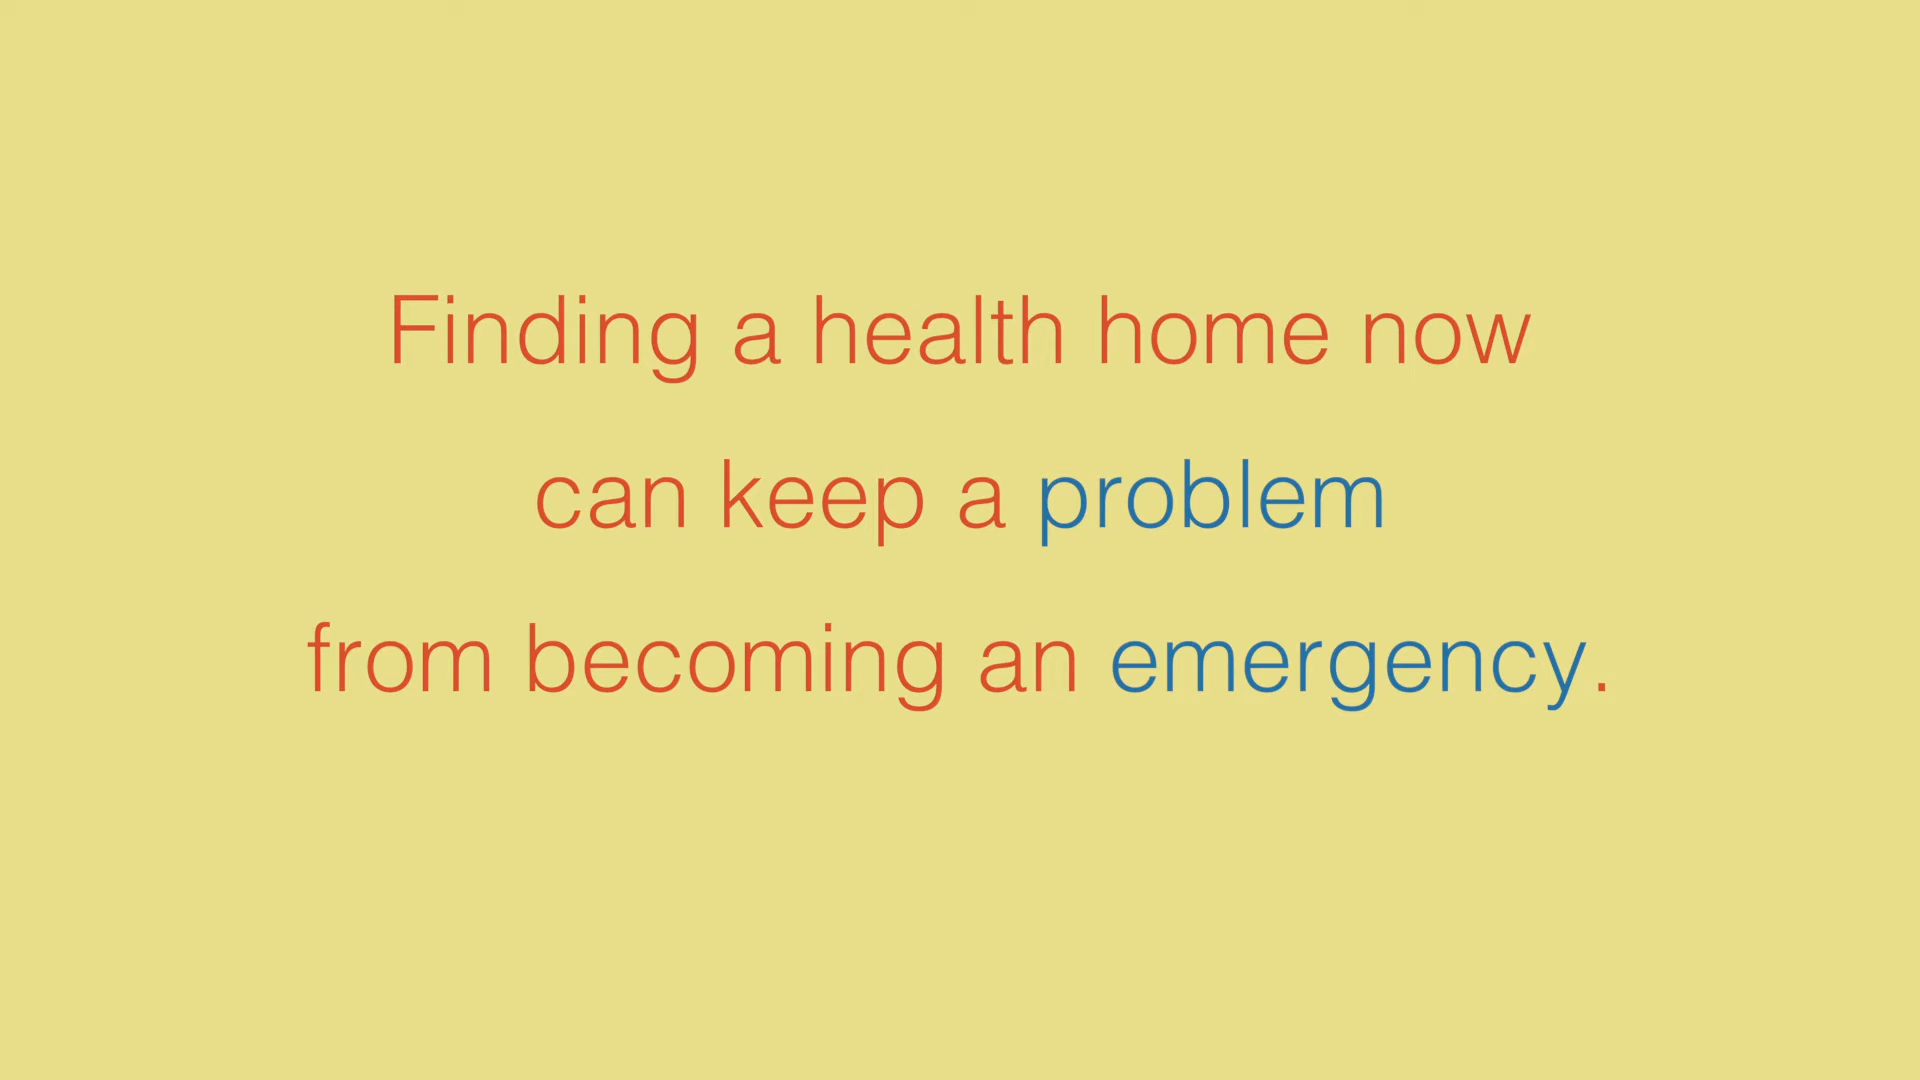 Finding a health home now
can keep a problem
from becoming an emergency.